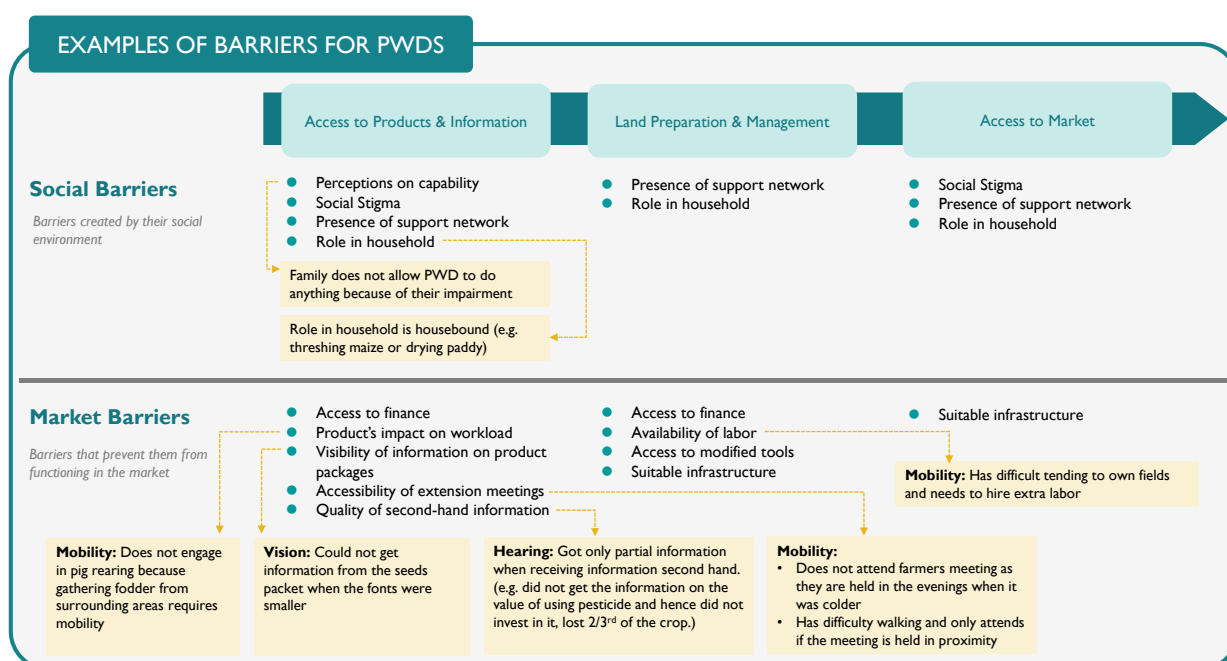 EXAMPLES OF BARRIERS FOR PWDS
Access to Products & Information
Land Preparation & Management
Access to Market
Social Barriers
Barriers created by their social
environment
Perceptions on capability
Social Stigma
Presence of support network
Role in household
Presence of support network
Role in household
Social Stigma
Presence of support network
Role in household
Family does not allow PWD to do
anything because of their impairment
Role in household is housebound (e.g.
threshing maize or drying paddy)
Market Barriers
Barriers that prevent them from
functioning in the market
Access to finance
Product's impact on workload
Visibility of information on product
packages
Accessibility of extension meetings
Quality of second-hand information
Access to finance
Availability of labor
Access to modified tools
Suitable infrastructure
Suitable infrastructure
Mobility: Has difficult tending to own fields
and needs to hire extra labor
Mobility: Does not engage
in pig rearing because
gathering fodder from
surrounding areas requires
mobility
Vision: Could not get
information from the seeds
packet when the fonts were
smaller
Hearing: Got only partial information
when receiving information second hand.
(e.g. did not get the information on the
value of using pesticide and hence did not
invest in it, lost 2/3rd of the crop.)
Mobility:
• Does not attend farmers meeting as
they are held in the evenings when it
was colder
• Has difficulty walking and only attends
if the meeting is held in proximity